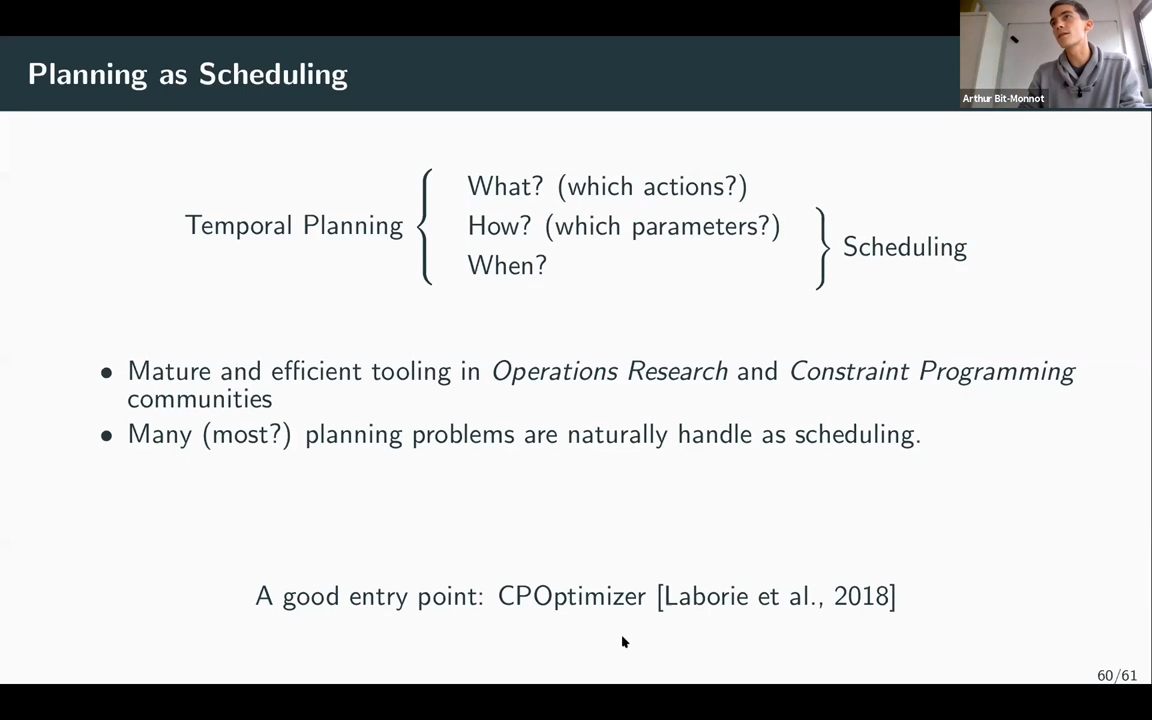 Planning as Scheduling
Arthur Bit-Monnot
Temporal Planning
What? (which actions?)
How? (which parameters?)
When?
Scheduling
• Mature and efficient tooling in Operations Research and Constraint Programming
communities
• Many (most?) planning problems are naturally handle as scheduling.
A good entry point: CPOptimizer [Laborie et al., 2018]
60/61